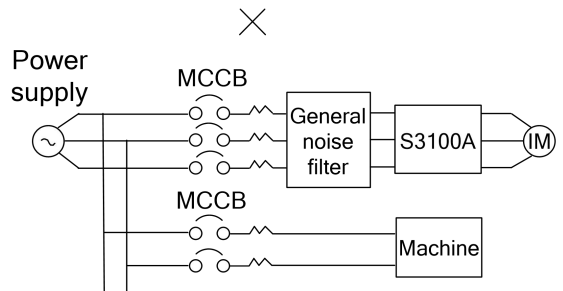 Power
supply
MCCB
General
noise
filter
S3100A
IM
MCCB
Machine